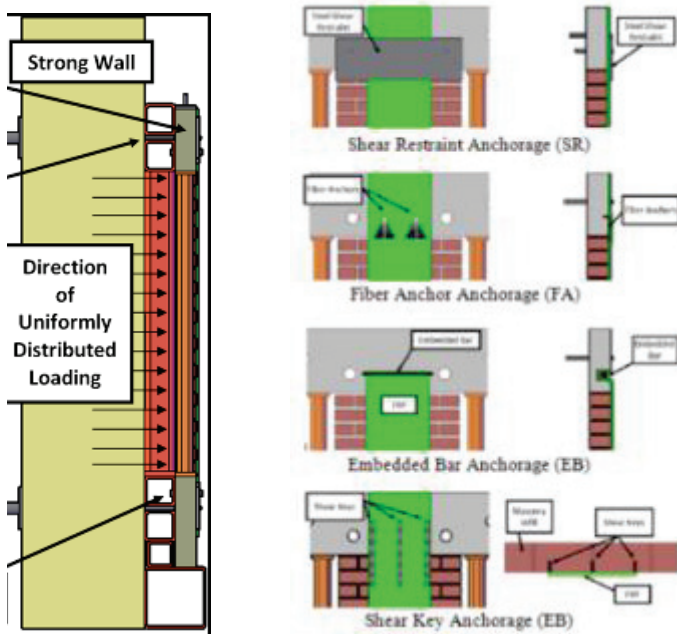 Strong Wall
Direction
of
Uniformly
Distributed
Loading
Steel Shear
Restraint
Steel Shear
Restraint
Shear Restraint Anchorage (SR)
Fiber Anchors
Fiber Anchors
Fiber Anchor Anchorage (FA)
Embedded Bar
Embedded
Bar
FRP
Embedded Bar Anchorage (EB)
Shear Keys
Masonry
Infill
Shear Keys
FRP
Shear Key Anchorage (EB)